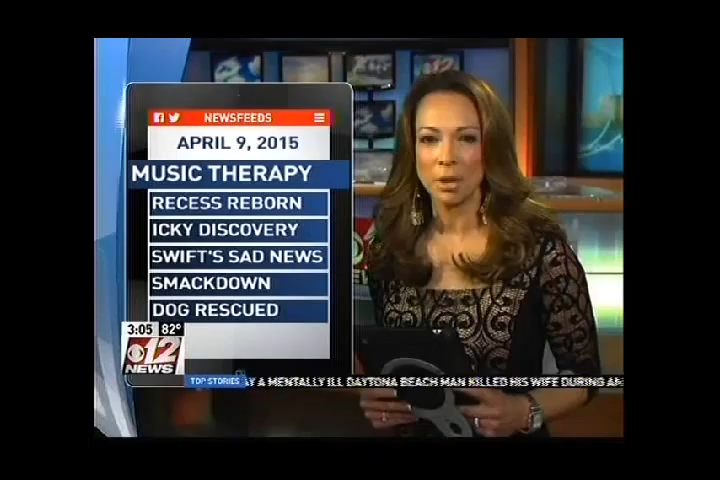 NEWSFEEDS
APRIL 9, 2015
MUSIC THERAPY
RECESS REBORN
ICKY DISCOVERY
SWIFT'S SAD NEWS
SMACKDOWN
DOG RESCUED
3:05 82°
12
NEWS
TOP STORIES
A MENTALLY ILL DAYTONA BEACH MAN KILLED HIS WIFE DURING